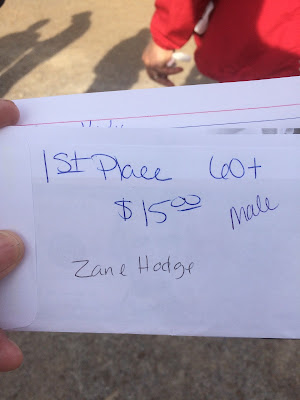 1st Place 60+
$15.00 Male
Zane Hodge